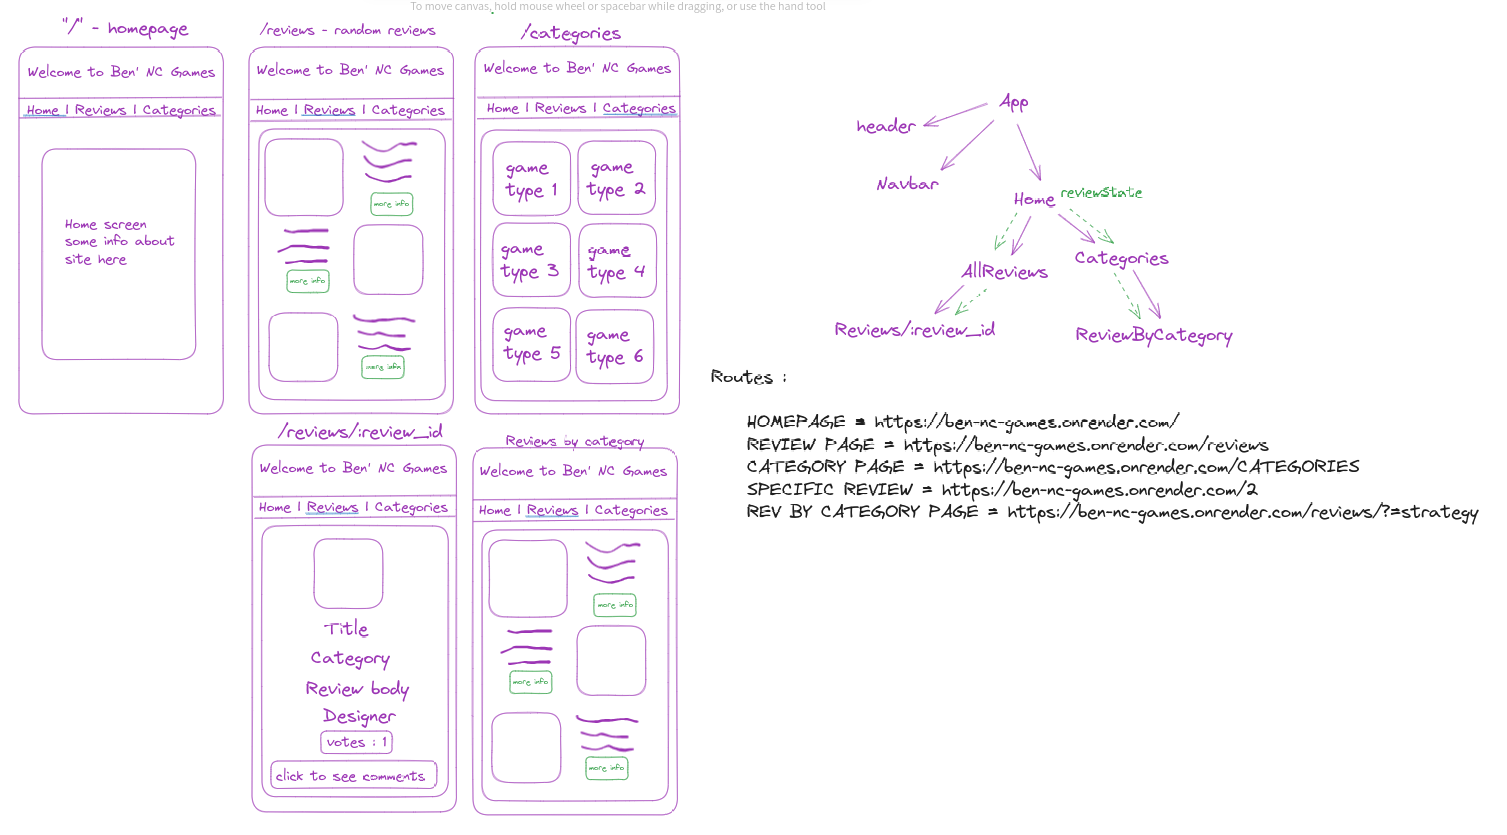 To move canvas, hold mouse wheel or spacebar while dragging, or use the hand tool
"/" - homepage
Welcome to Ben' NC Games
Home | Reviews | Categories
Home screen
some info about
site here
/reviews - random reviews
Welcome to Ben' NC Games
Home | Reviews | Categories
more info
more info
more info
/categories
Welcome to Ben' NC Games
Home | Reviews | Categories
game
type 1
game
type 2
game
type 3
game
type 4
game
type 5
game
type 6
/reviews/:review_id
Welcome to Ben' NC Games
Home | Reviews | Categories
Title
Category
Review body
Designer
votes : 1
click to see comments
Reviews by category
Welcome to Ben' NC Games
Home | Reviews | Categories
more info
more info
more info
App
header
Navbar
Home
reviewState
AllReviews
Categories
Reviews/:review_id
ReviewByCategory
Routes :
HOMEPAGE = https://ben-nc-games.onrender.com/
REVIEW PAGE = https://ben-nc-games.onrender.com/reviews
CATEGORY PAGE = https://ben-nc-games.onrender.com/CATEGORIES
SPECIFIC REVIEW = https://ben-nc-games.onrender.com/2
REV BY CATEGORY PAGE = https://ben-nc-games.onrender.com/reviews/?=strategy